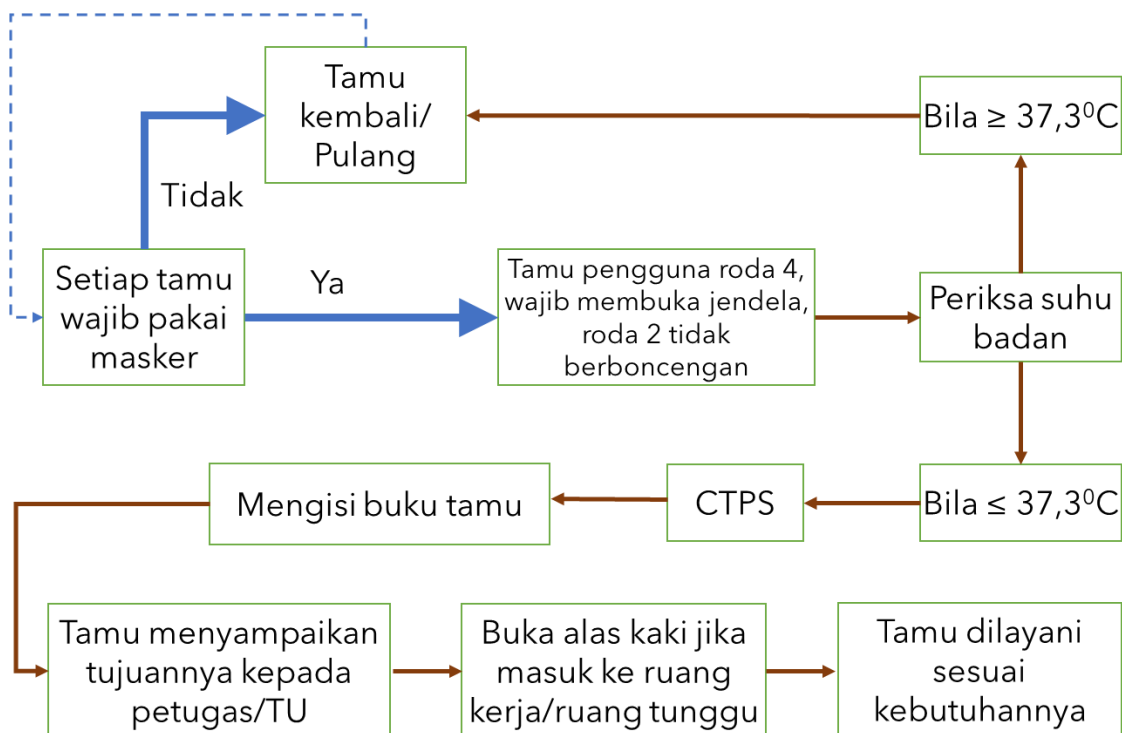 Tamu
kembali/
Pulang
Bila ≥ 37,3⁰C
Tidak
Setiap tamu
wajib pakai
masker
Ya
Tamu pengguna roda 4,
wajib membuka jendela,
roda 2 tidak
berboncengan
Periksa suhu
badan
Bila ≤ 37,3⁰C
CTPS
Mengisi buku tamu
Tamu menyampaikan
tujuannya kepada
petugas/TU
Buka alas kaki jika
masuk ke ruang
kerja/ruang tunggu
Tamu dilayani
sesuai
kebutuhannya